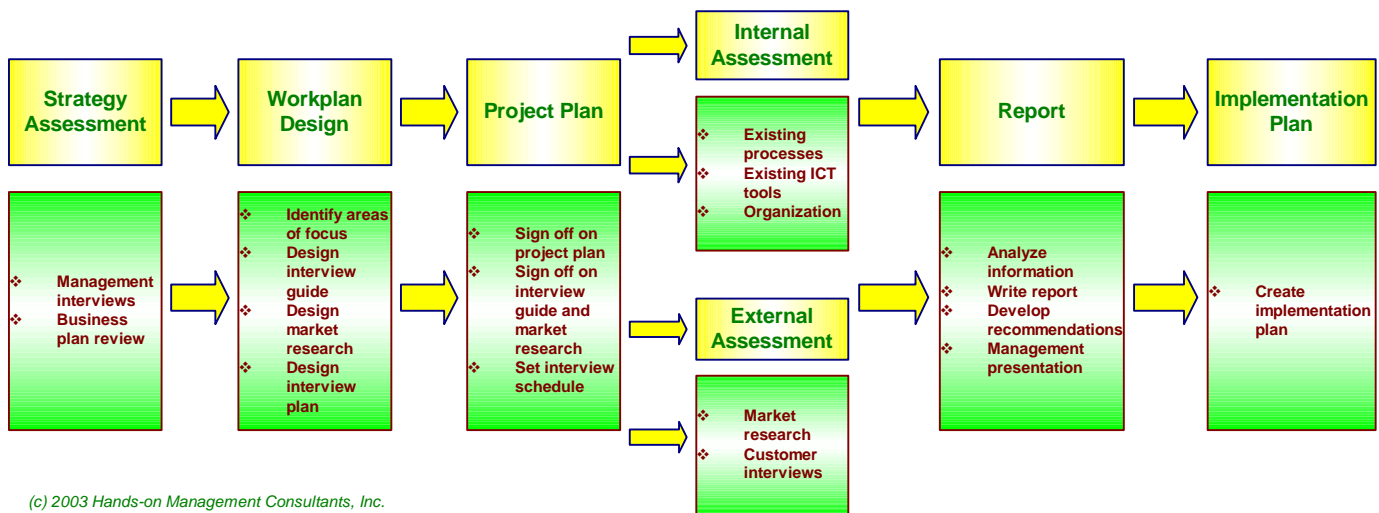 Strategy
Assessment
❖ Management
interviews
❖ Business
plan review
Workplan
Design
❖ Identify areas
of focus
❖ Design
interview
guide
❖ Design
market
research
❖ Design
interview
plan
Project Plan
❖ Sign off on
project plan
❖ Sign off on
interview
guide and
market
research
❖ Set interview
schedule
Internal
Assessment
❖ Existing
processes
❖ Existing ICT
tools
❖ Organization
External
Assessment
❖ Market
research
❖ Customer
interviews
Report
❖ Analyze
information
❖ Write report
❖ Develop
recommendations
❖ Management
presentation
Implementation
Plan
❖ Create
implementation
plan
(c) 2003 Hands-on Management Consultants, Inc.